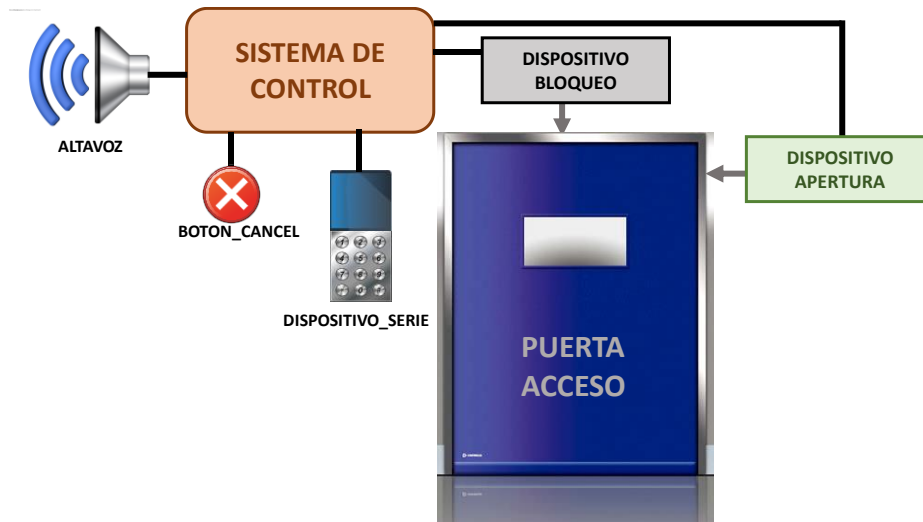 SISTEMA DE
CONTROL
DISPOSITIVO
BLOQUEO
ALTAVOZ
DISPOSITIVO
APERTURA
BOTON_CANCEL
DISPOSITIVO_SERIE
PUERTA
ACCESO